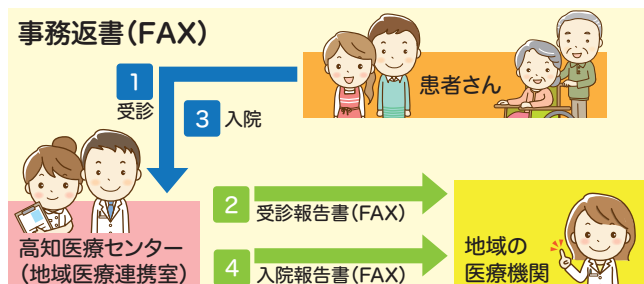 事務返書(FAX)
患者さん
1
受診
3 入院
2 受診報告書(FAX)
高知医療センター
(地域医療連携室)
4 入院報告書(FAX)
地域の
医療機関